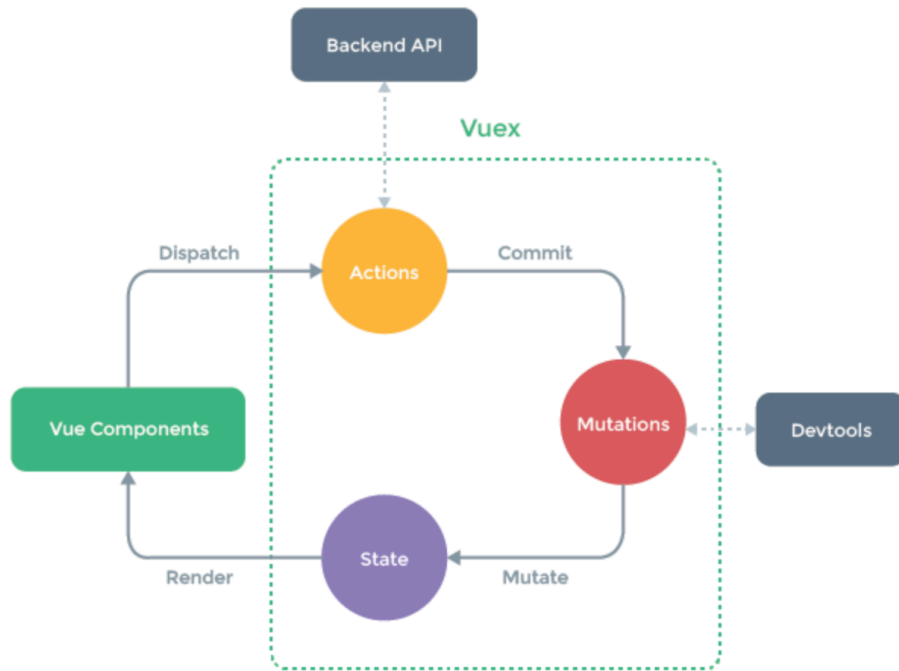 Backend API
Vuex
Dispatch
Commit
Actions
Vue Components
Mutations
Devtools
State
Render
Mutate